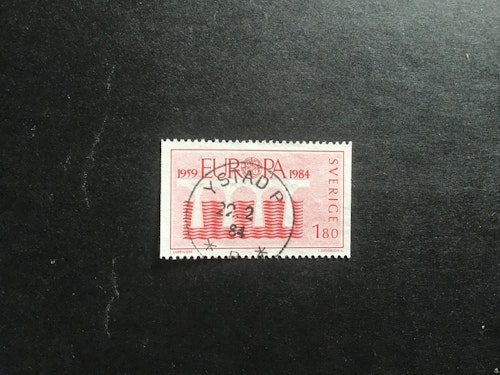 1959 EUROPA 1984
SVERIGE
1.80
YSTAD P
22 2
84